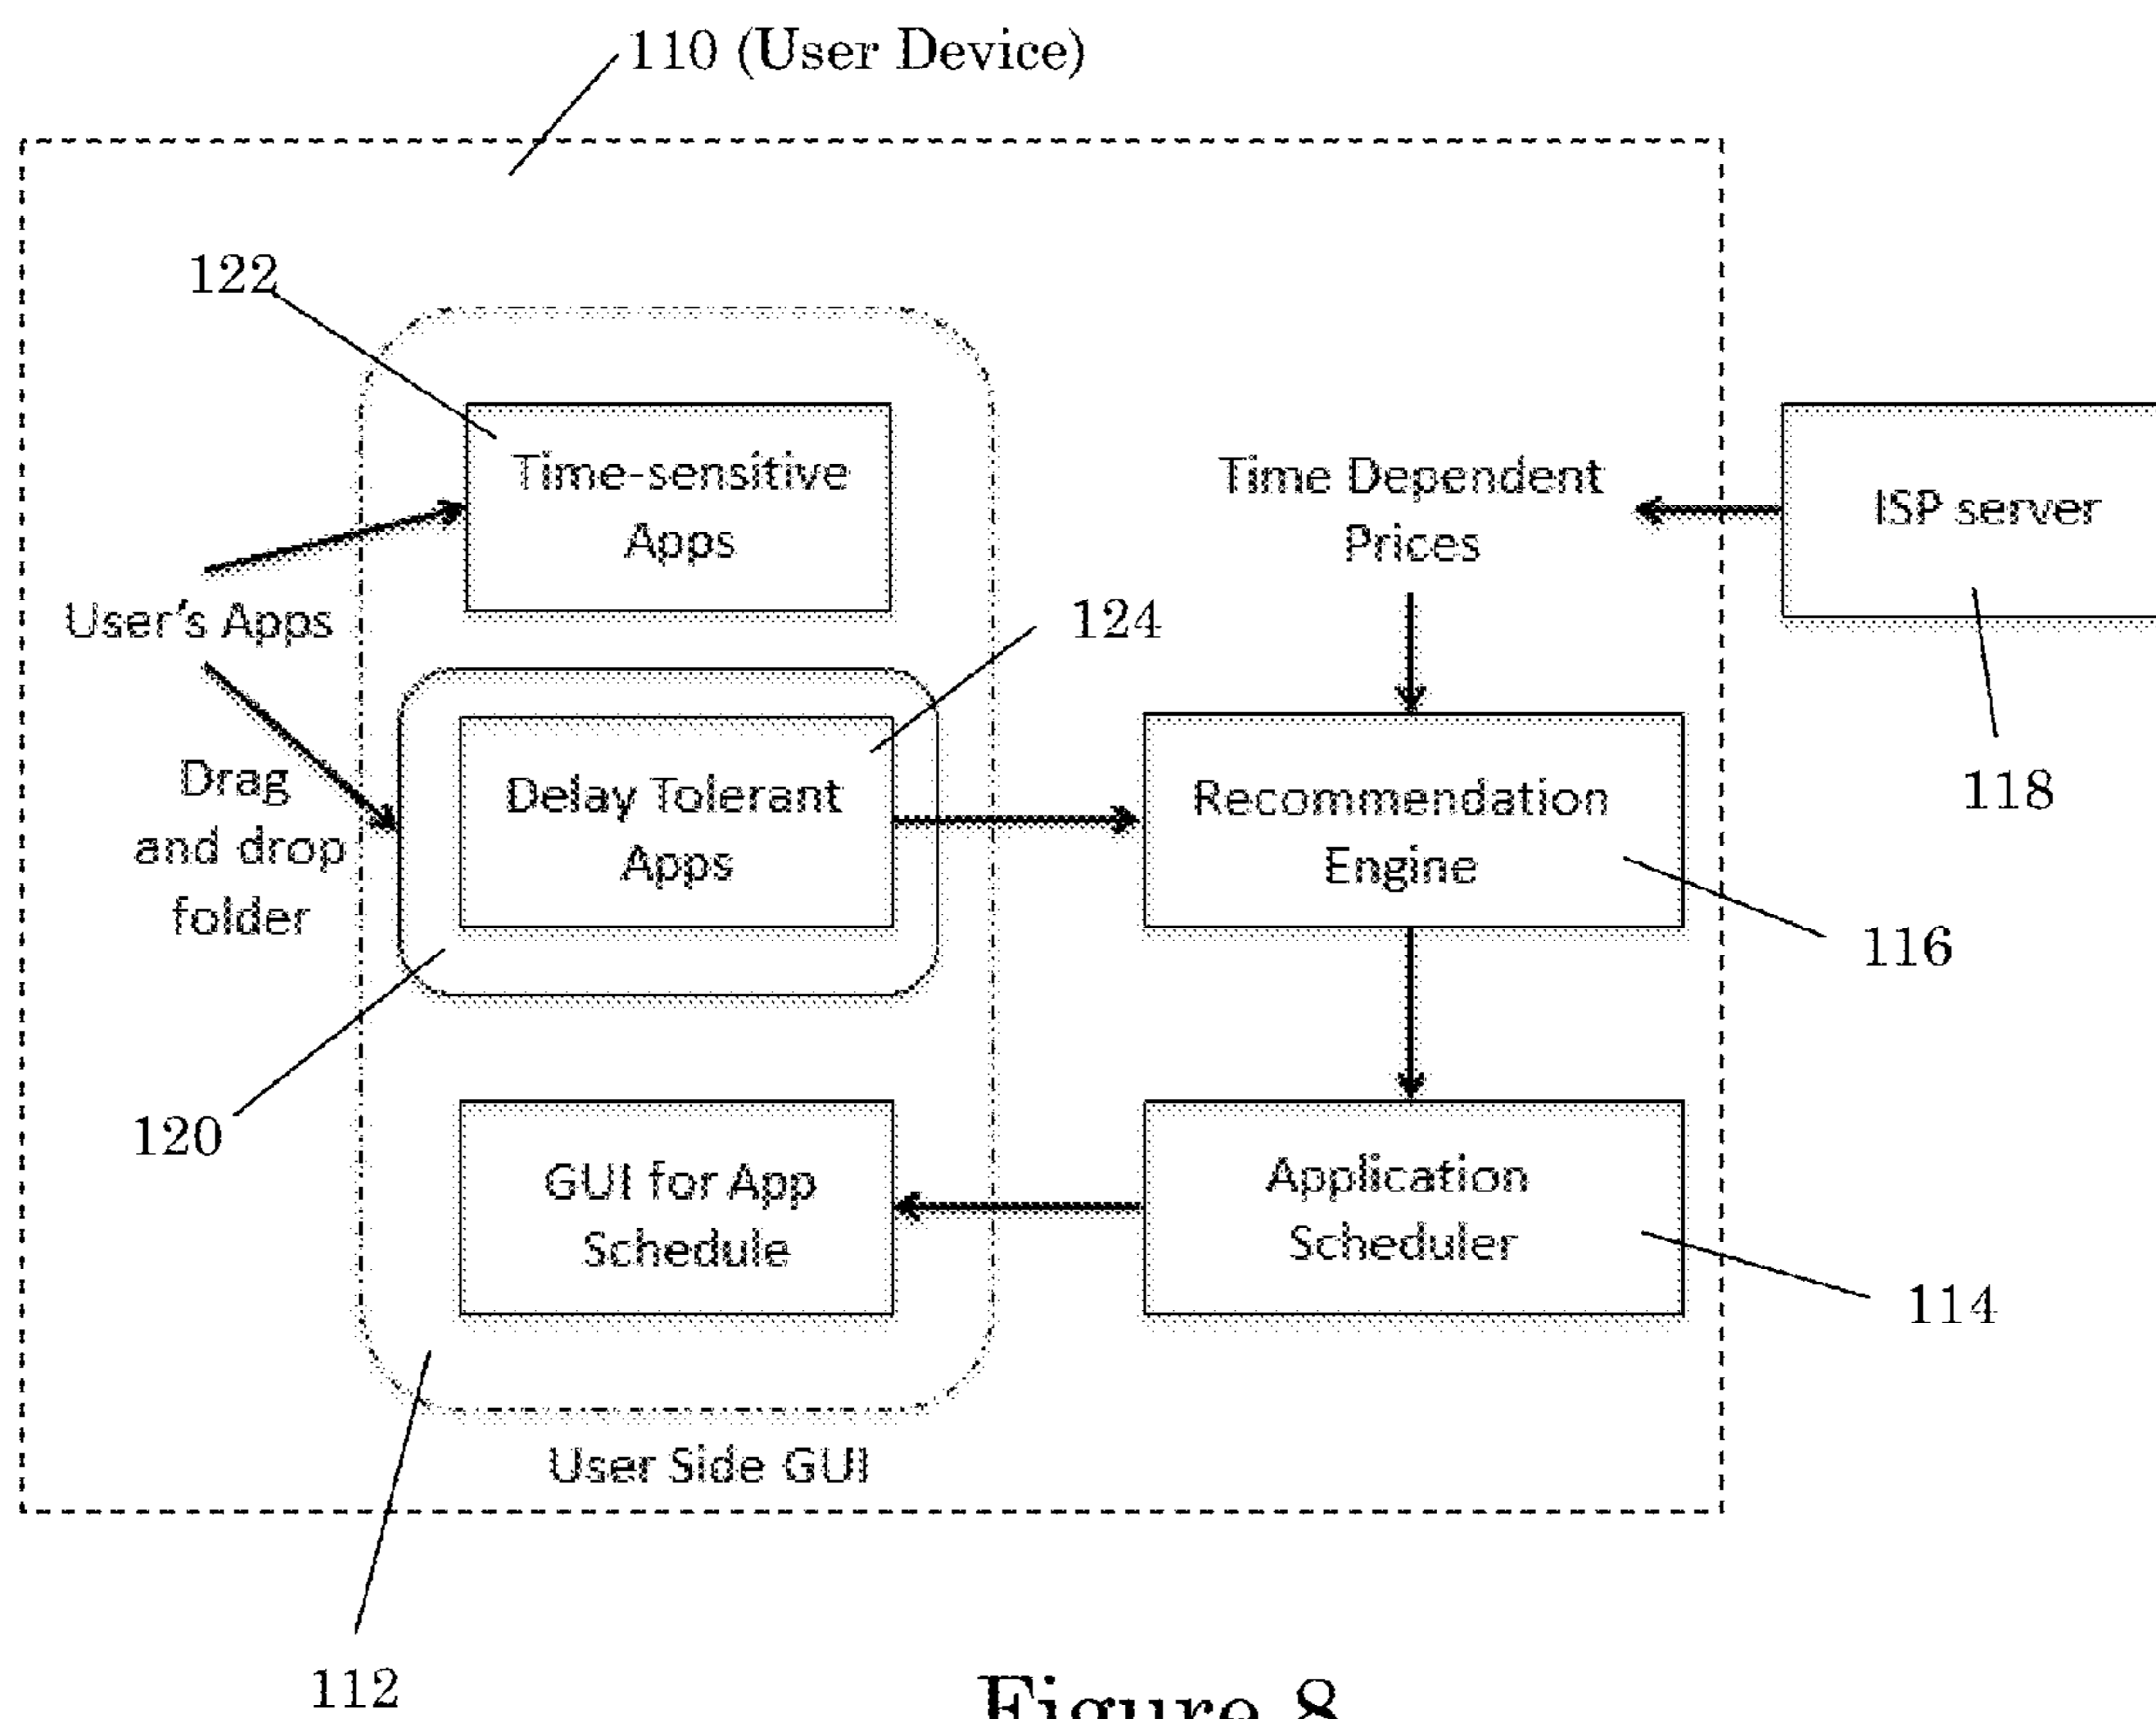 110 (User Device)
122
Time-sensitive
Apps
Time Dependent
Prices
ISP server
User's Apps
124
118
Drag
and drop
folder
Delay Tolerant
Apps
Recommendation
Engine
116
120
GUI for App
Schedule
Application
Scheduler
114
User Side GUI
112
Figure 8